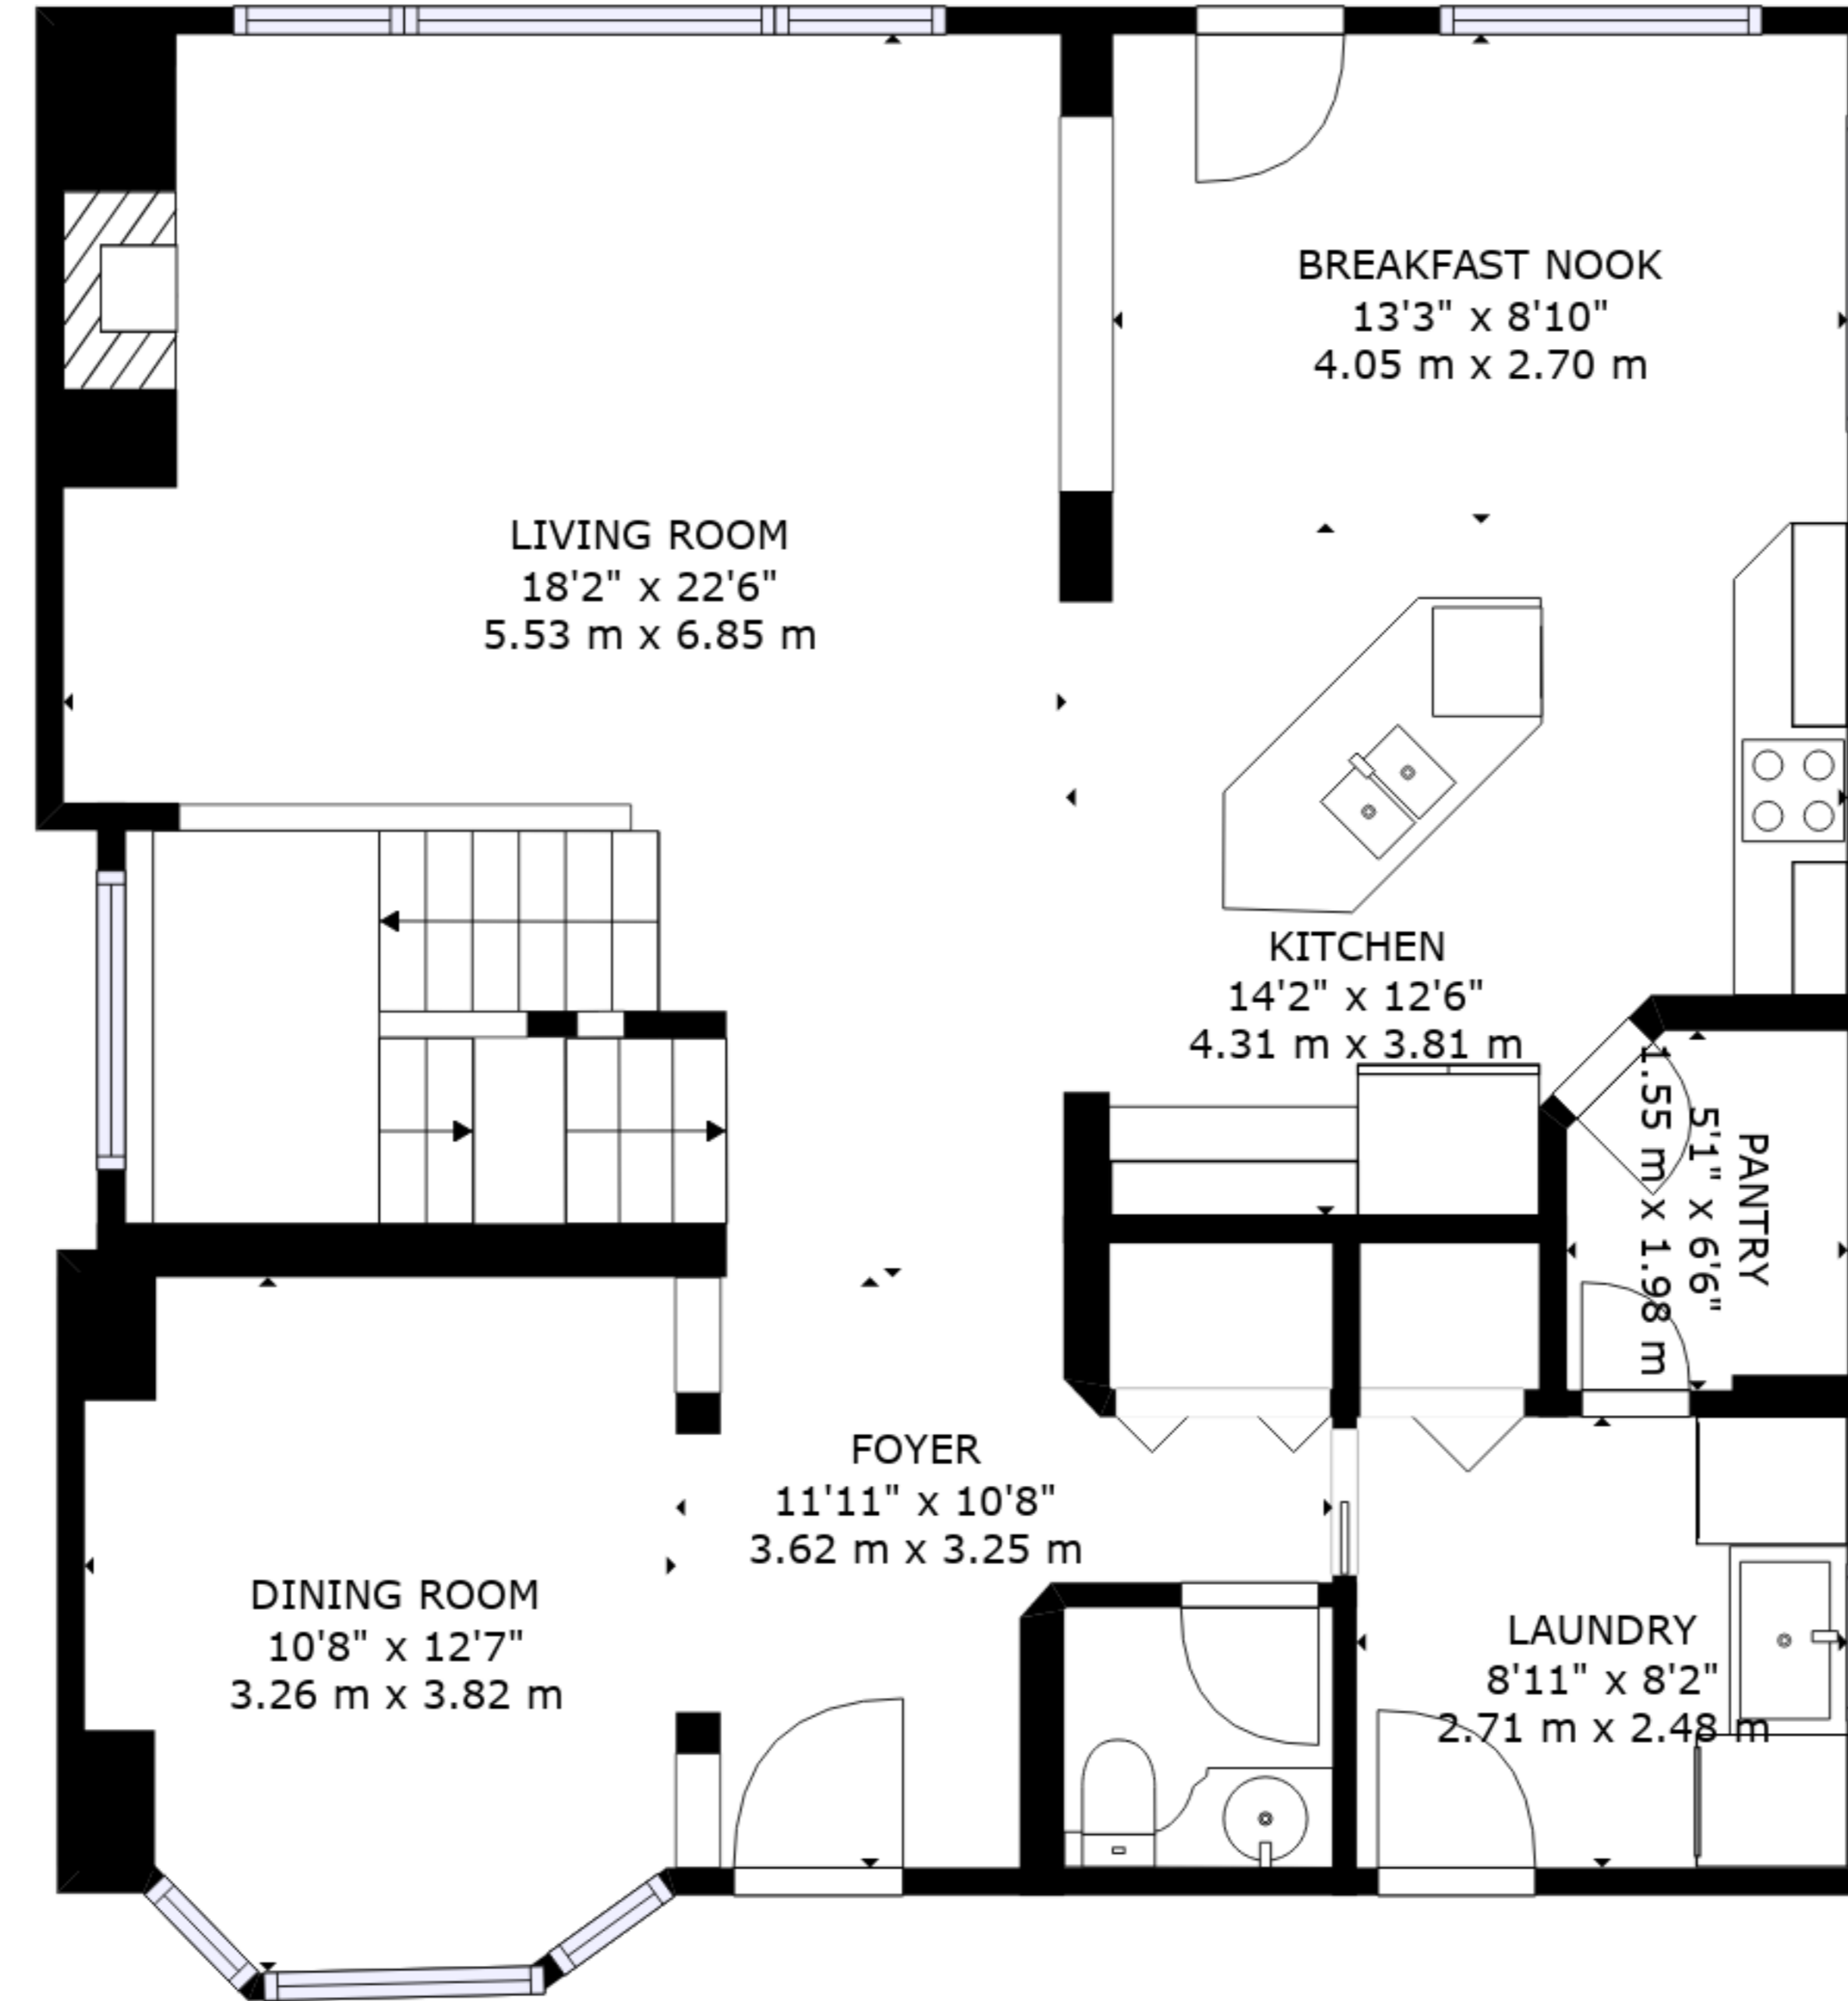 BREAKFAST NOOK
13'3" x 8'10"
4.05 m x 2.70 m
LIVING ROOM
18'2" x 22'6"
5.53 m x 6.85 m
KITCHEN
14'2" x 12'6"
4.31 m x 3.81 m
PANTRY
5'1" x 6'6"
1.55 m x 1.98 m
FOYER
11'11" x 10'8"
3.62 m x 3.25 m
DINING ROOM
10'8" x 12'7"
3.26 m x 3.82 m
LAUNDRY
8'11" x 8'2"
2.71 m x 2.48 m